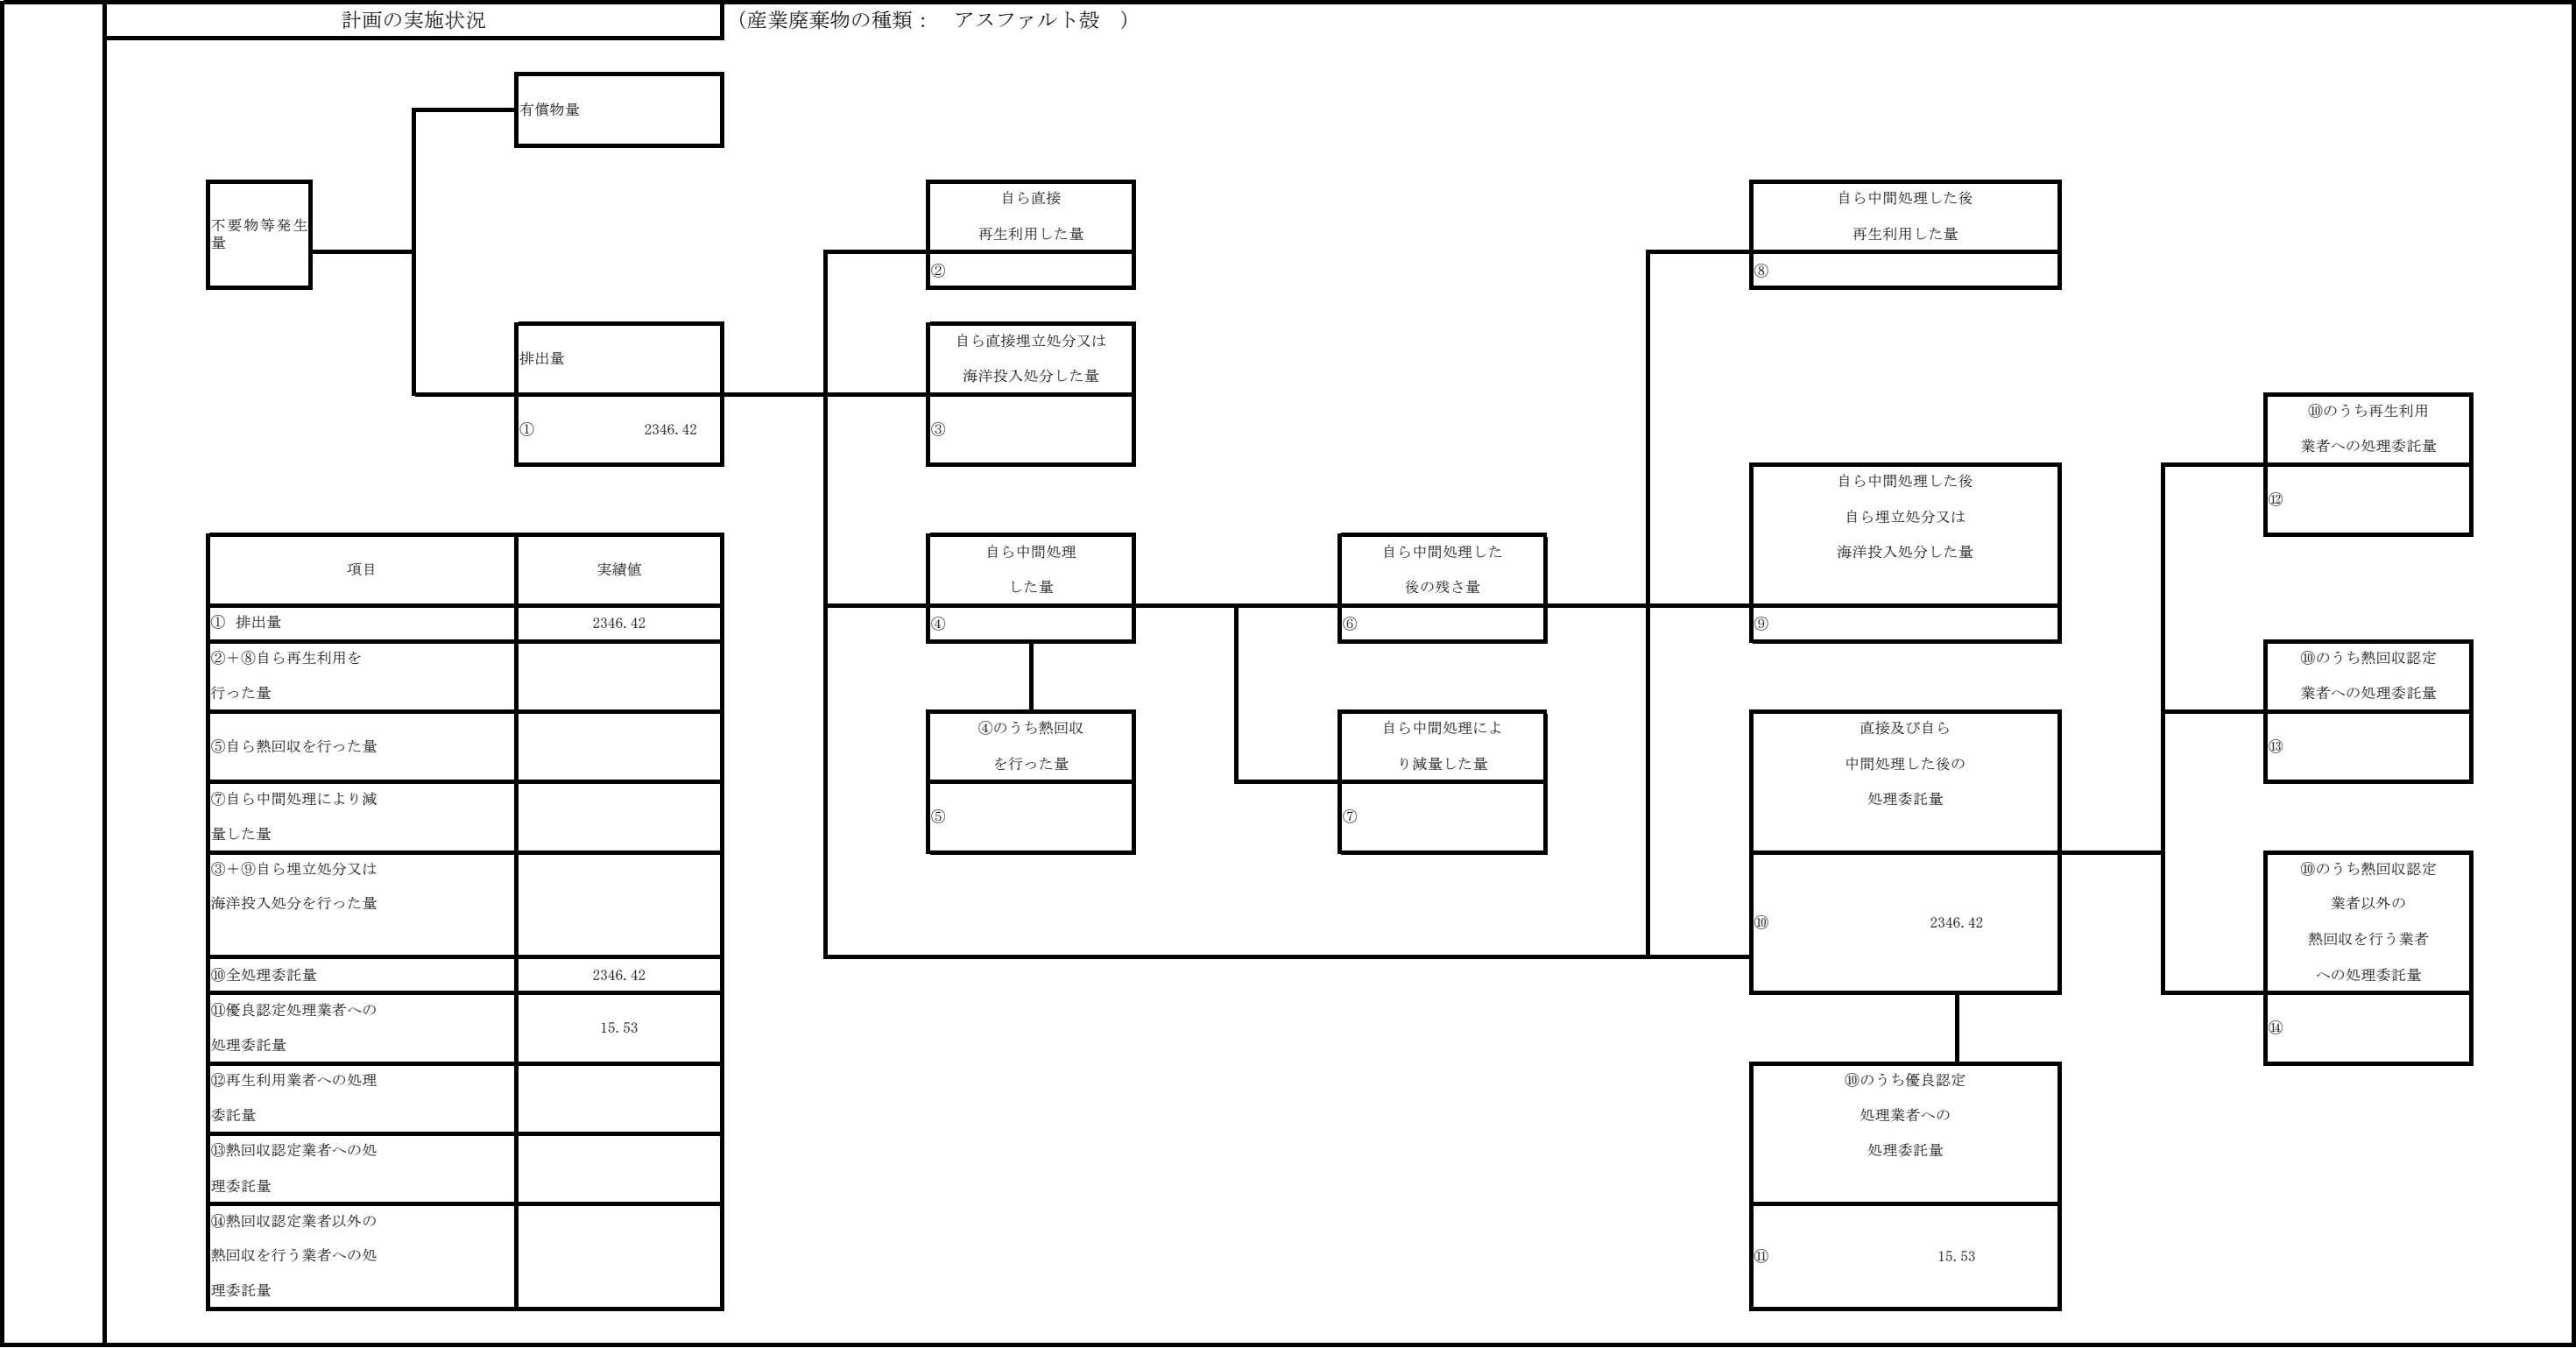 計画の実施状況
（産業廃棄物の種類：　アスファルト殻　）
有償物量
不要物等発生
量
自ら直接
再生利用した量
②
自ら中間処理した後
再生利用した量
⑧
排出量
① 2346.42
自ら直接埋立処分又は
海洋投入処分した量
③
⑩のうち再生利用
業者への処理委託量
⑫
自ら中間処理した後
自ら埋立処分又は
海洋投入処分した量
⑨
自ら中間処理
した量
④
自ら中間処理した
後の残さ量
⑥
④のうち熱回収
を行った量
⑤
自ら中間処理によ
り減量した量
⑦
直接及び自ら
中間処理した後の
処理委託量
⑩ 2346.42
⑩のうち熱回収認定
業者への処理委託量
⑬
⑩のうち熱回収認定
業者以外の
熱回収を行う業者
への処理委託量
⑭
⑩のうち優良認定
処理業者への
処理委託量
⑪ 15.53
項目 実績値
① 排出量 2346.42
②＋⑧自ら再生利用を
行った量
⑤自ら熱回収を行った量
⑦自ら中間処理により減
量した量
③＋⑨自ら埋立処分又は
海洋投入処分を行った量
⑩全処理委託量 2346.42
⑪優良認定処理業者への
処理委託量 15.53
⑫再生利用業者への処理
委託量
⑬熱回収認定業者への処
理委託量
⑭熱回収認定業者以外の
熱回収を行う業者への処
理委託量